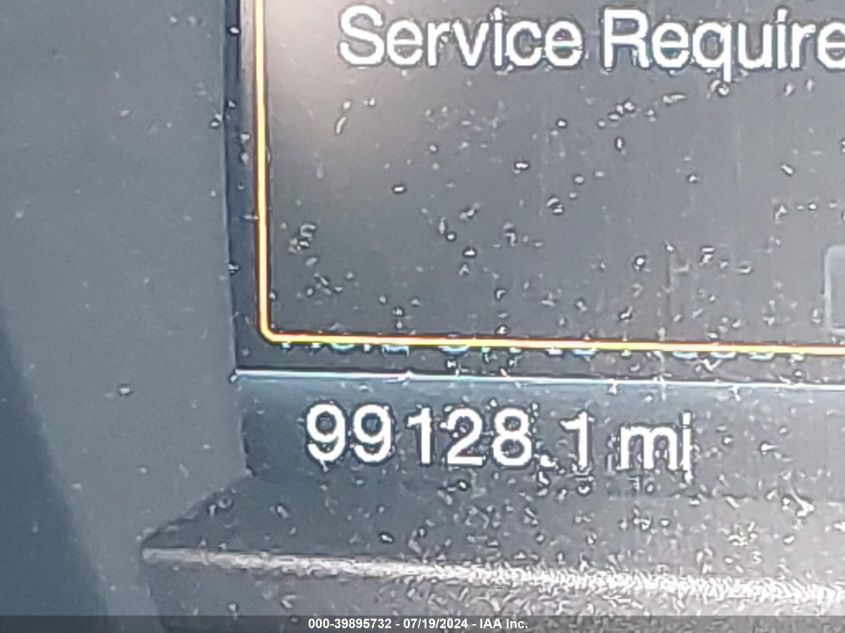 Service Require
99128.1 mi
000-39895732 - 07/19/2024 - IAA Inc.